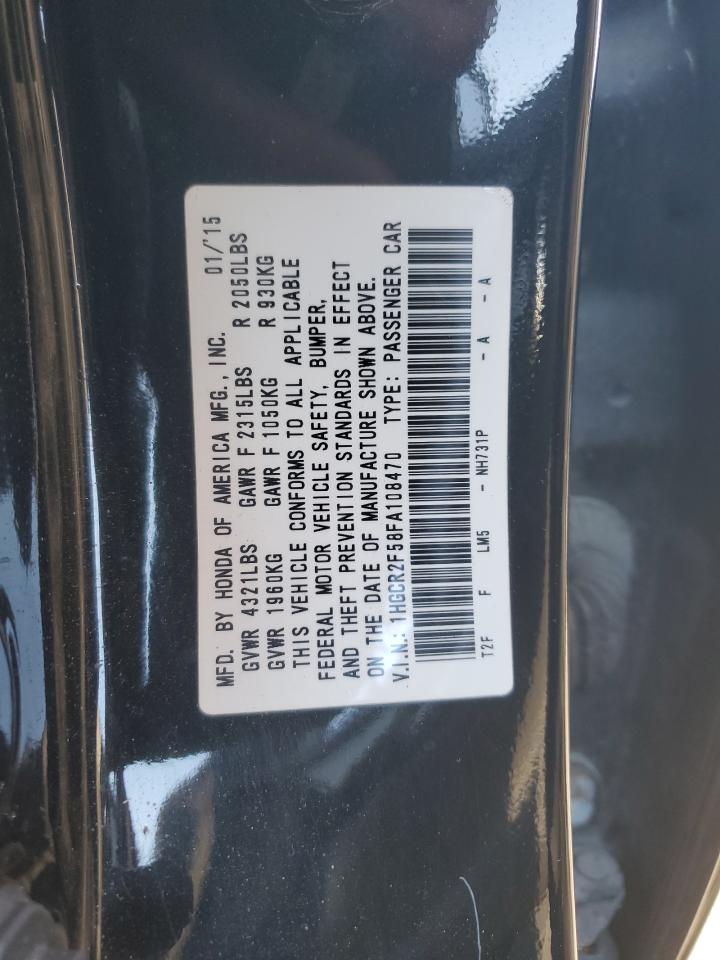 MFD. BY HONDA OF AMERICA MFG., INC. 01/'15
GVWR 4321LBS GAWR F 2315LBS R 2050LBS
GVWR 1960KG GAWR F 1050KG R 930KG
THIS VEHICLE CONFORMS TO ALL APPLICABLE
FEDERAL MOTOR VEHICLE SAFETY, BUMPER,
AND THEFT PREVENTION STANDARDS IN EFFECT
ON THE DATE OF MANUFACTURE SHOWN ABOVE.
V.I.N.: 1HGCR2F58FA108470 TYPE: PASSENGER CAR
T2F F LM5 - NH731P - A - A